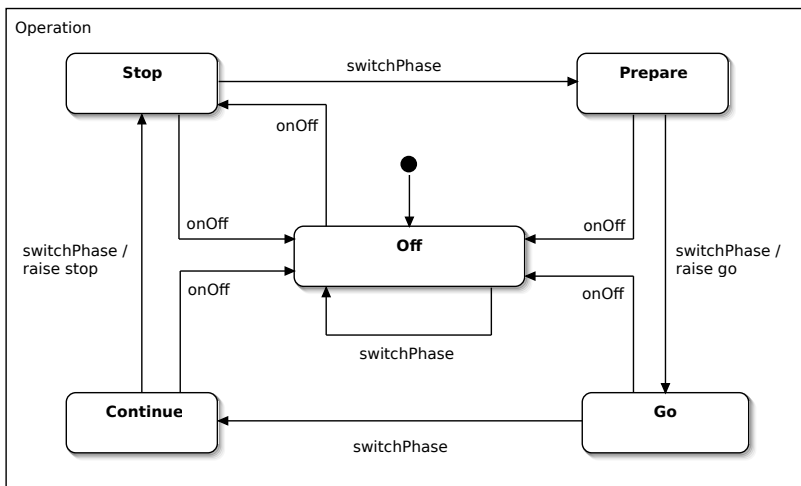 Operation
Stop
switchPhase
Prepare
onOff
onOff
onOff
Off
switchPhase /
raise stop
switchPhase /
raise go
onOff
onOff
switchPhase
Continue
Go
switchPhase